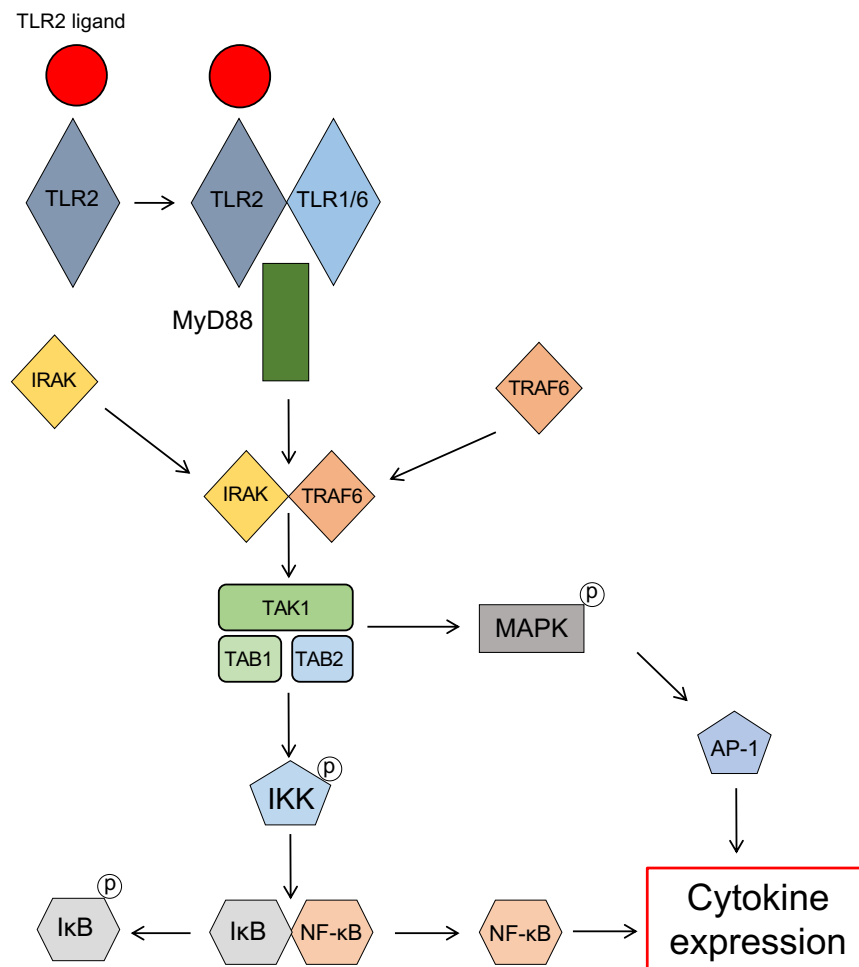 TLR2 ligand
TLR2
TLR2
TLR1/6
MyD88
IRAK
TRAF6
IRAK
TRAF6
TAK1
TAB1
TAB2
p
MAPK
AP-1
p
IKK
p
IκB
IκB
NF-κB
NF-κB
Cytokine
expression